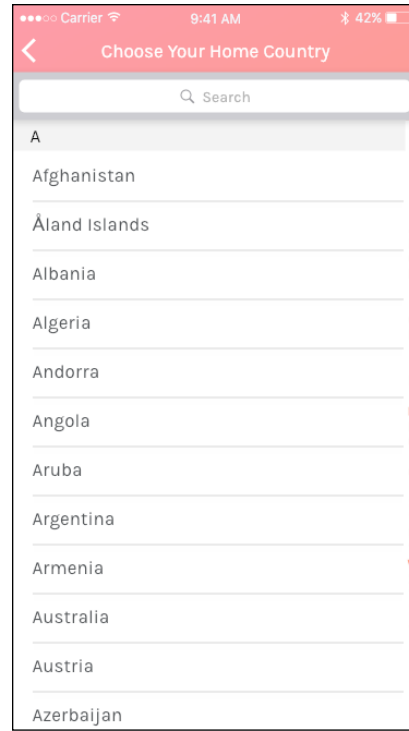 Carrier 9:41 AM 42%
Choose Your Home Country
Search
A
Afghanistan
Åland Islands
Albania
Algeria
Andorra
Angola
Aruba
Argentina
Armenia
Australia
Austria
Azerbaijan